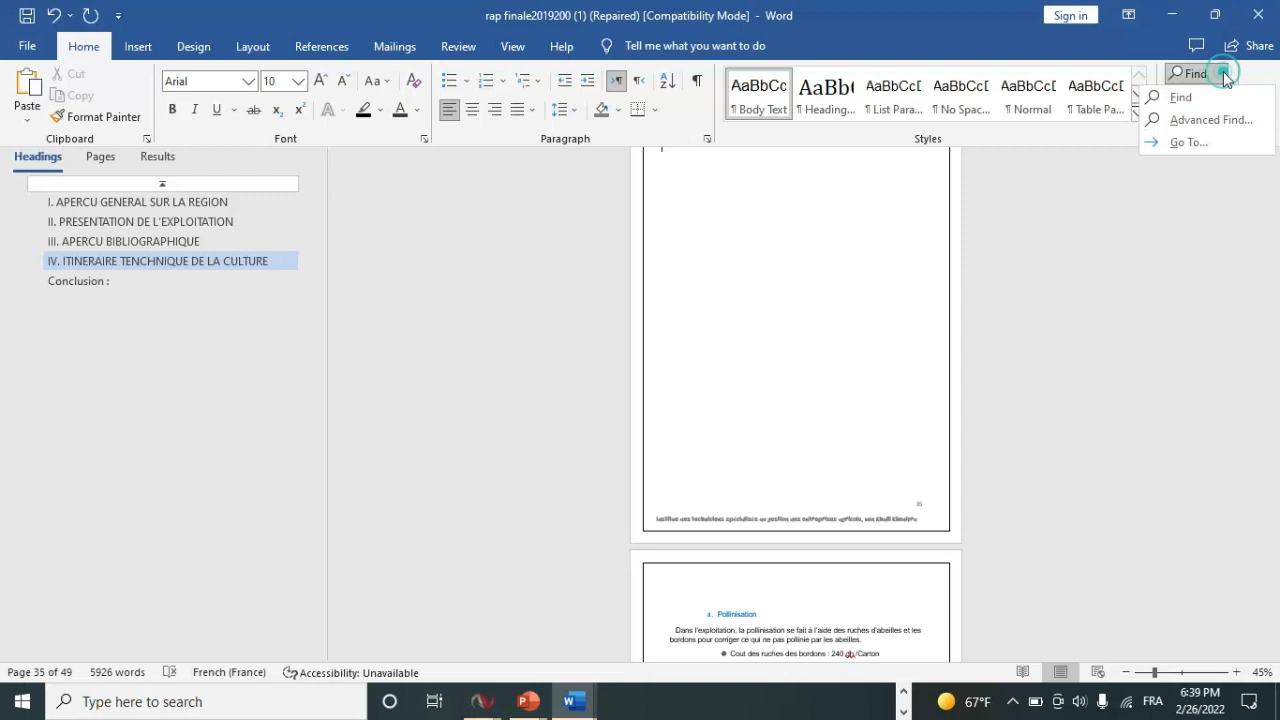 rap finale2019200 (1) (Repaired) [Compatibility Mode] - Word
Sign in
File Home Insert Design Layout References Mailings Review View Help Tell me what you want to do Share
Paste
Cut
Copy
Format Painter
Clipboard
Arial 10
Font
Paragraph
AaBbCc AaBb( AaBbC( AaBbC( AaBbC( AaBbC(
¶ Body Text ¶ Heading... ¶ List Para... ¶ No Spac... ¶ Normal ¶ Table Pa...
Styles
Find
Find
Advanced Find...
Go To...
Headings Pages Results
I. APERCU GENERAL SUR LA REGION
II. PRESENTATION DE L'EXPLOITATION
III. APERCU BIBLIOGRAPHIQUE
IV. ITINERAIRE TENCHNIQUE DE LA CULTURE
Conclusion :
35
a. Pollinisation
Dans l'exploitation, la pollinisation se fait à l'aide des ruches d'abeilles et les
bordons pour corriger ce qui ne pas pollinie par les abeilles.
Cout des ruches des bordons : 240 dh /Carton
Page 35 of 49 5926 words French (France) Accessibility: Unavailable 45%
Type here to search
67°F FRA 6:39 PM
2/26/2022